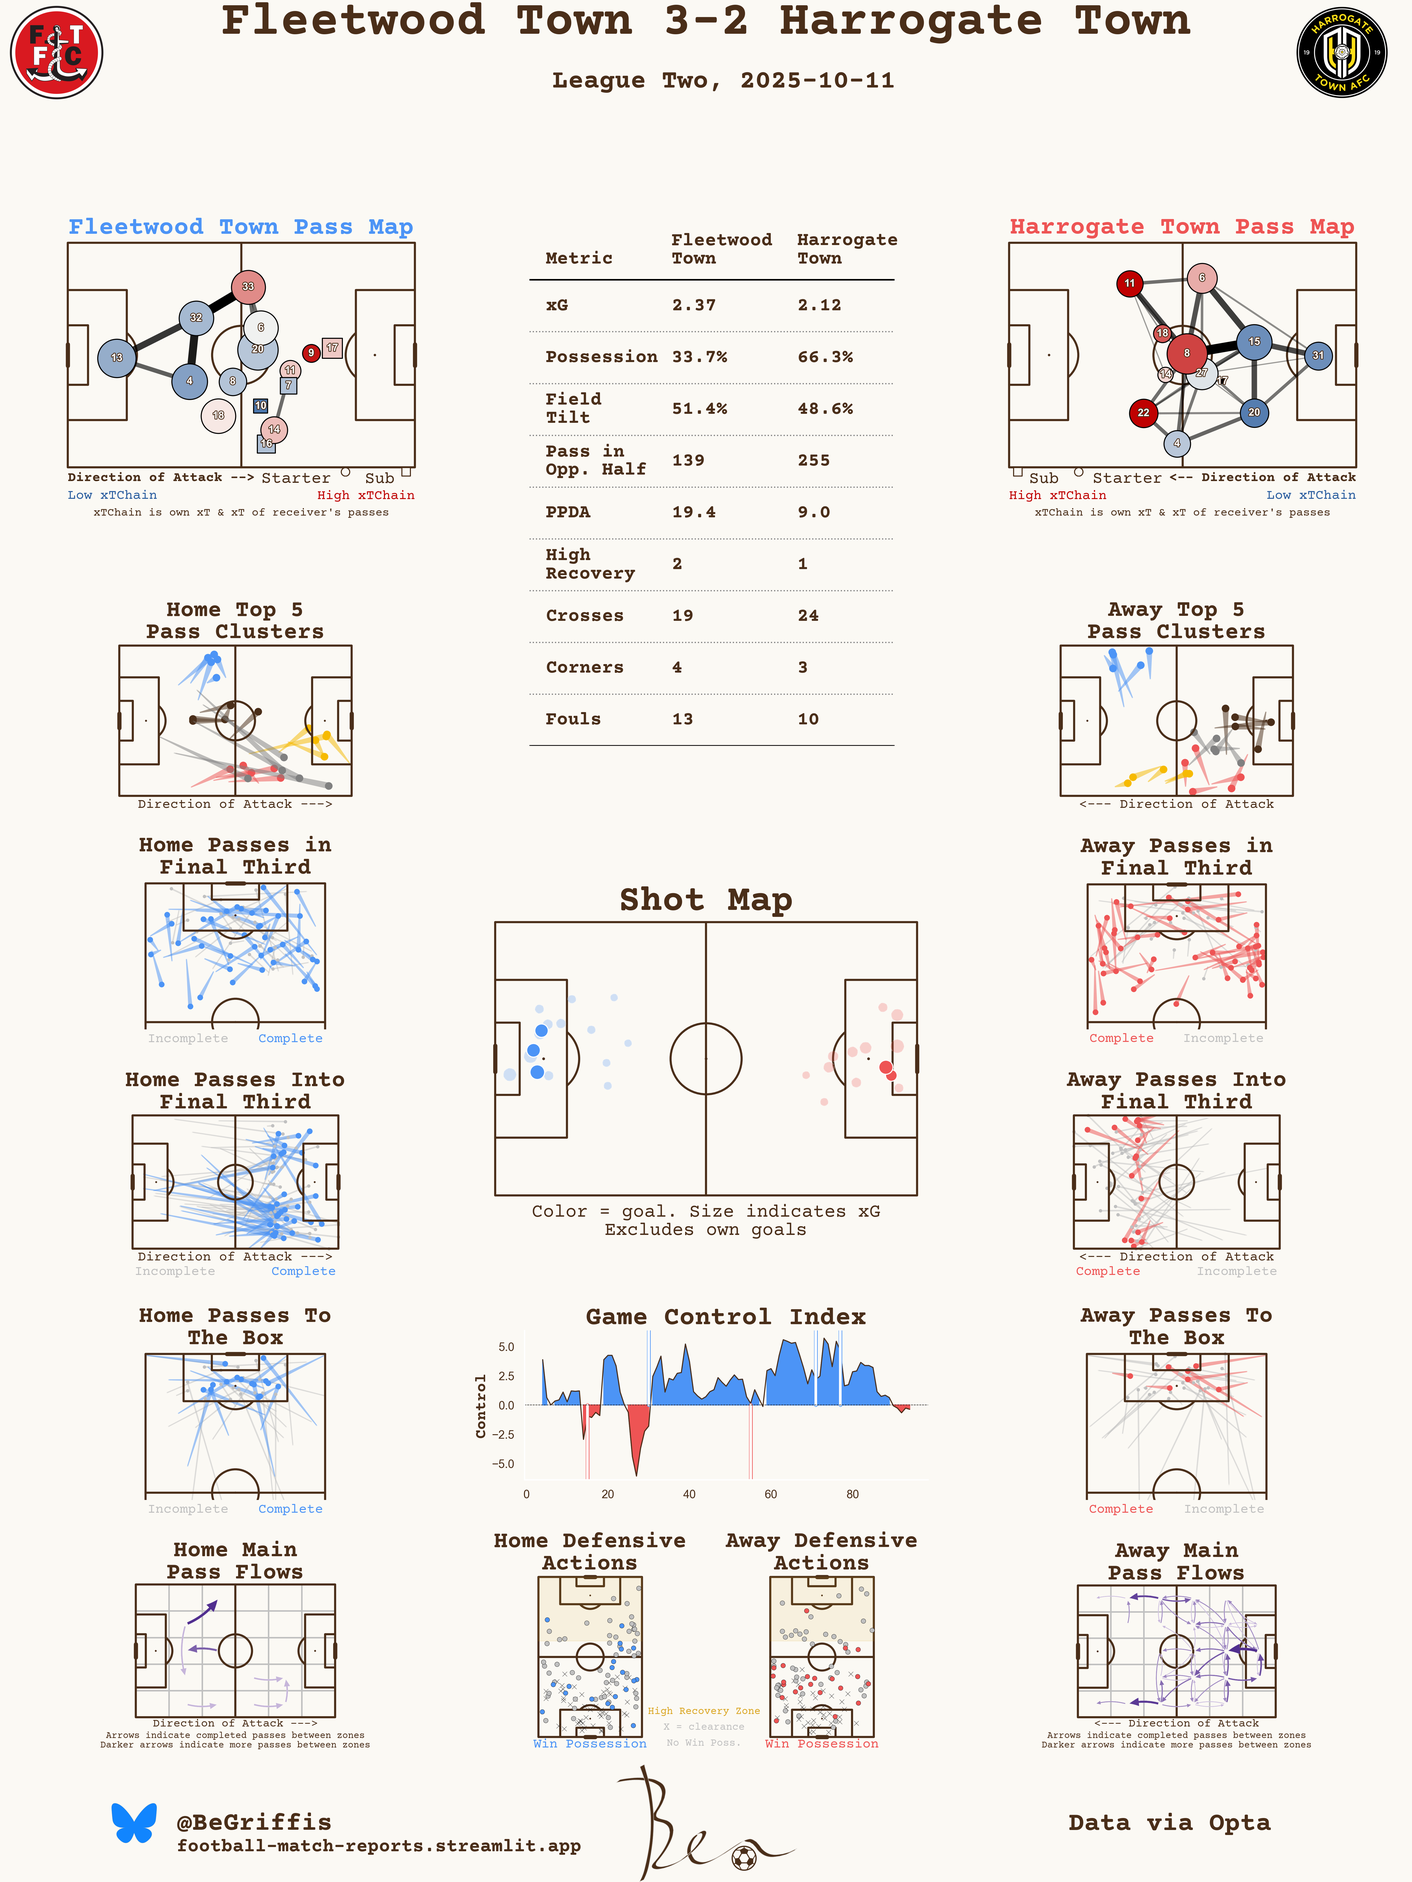 Fleetwood Town 3-2 Harrogate Town
League Two, 2025-10-11
F T
F C
HARROGATE
19 19
TOWN AFC
Fleetwood Town Pass Map
33
32
6
20
13
9
17
11
4
8
7
10
18
14
16
Direction of Attack --> Starter Sub
Low xTChain High xTChain
xTChain is own xT & xT of receiver's passes
Metric Fleetwood Town Harrogate Town
xG 2.37 2.12
Possession 33.7% 66.3%
Field Tilt 51.4% 48.6%
Pass in Opp. Half 139 255
PPDA 19.4 9.0
High Recovery 2 1
Crosses 19 24
Corners 4 3
Fouls 13 10
Harrogate Town Pass Map
11
6
18
8
15
31
14
27
17
22
20
4
Sub Starter <-- Direction of Attack
High xTChain Low xTChain
xTChain is own xT & xT of receiver's passes
Home Top 5
Pass Clusters
Direction of Attack --->
Away Top 5
Pass Clusters
<--- Direction of Attack
Home Passes in
Final Third
Incomplete Complete
Away Passes in
Final Third
Complete Incomplete
Shot Map
Color = goal. Size indicates xG
Excludes own goals
Home Passes Into
Final Third
Direction of Attack --->
Incomplete Complete
Away Passes Into
Final Third
<--- Direction of Attack
Complete Incomplete
Home Passes To
The Box
Incomplete Complete
Game Control Index
Control
5.0
2.5
0.0
−2.5
−5.0
0 20 40 60 80
Away Passes To
The Box
Complete Incomplete
Home Main
Pass Flows
Direction of Attack --->
Arrows indicate completed passes between zones
Darker arrows indicate more passes between zones
Home Defensive
Actions
Win Possession
High Recovery Zone
X = clearance
No Win Poss.
Away Defensive
Actions
Win Possession
Away Main
Pass Flows
<--- Direction of Attack
Arrows indicate completed passes between zones
Darker arrows indicate more passes between zones
@BeGriffis
football-match-reports.streamlit.app
Ben
Data via Opta